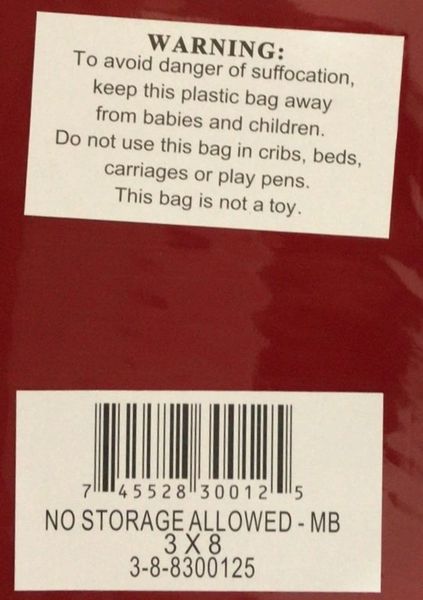 WARNING:
To avoid danger of suffocation,
keep this plastic bag away
from babies and children.
Do not use this bag in cribs, beds,
carriages or play pens.
This bag is not a toy.
7 45528 30012 5
NO STORAGE ALLOWED - MB
3 X 8
3-8-8300125